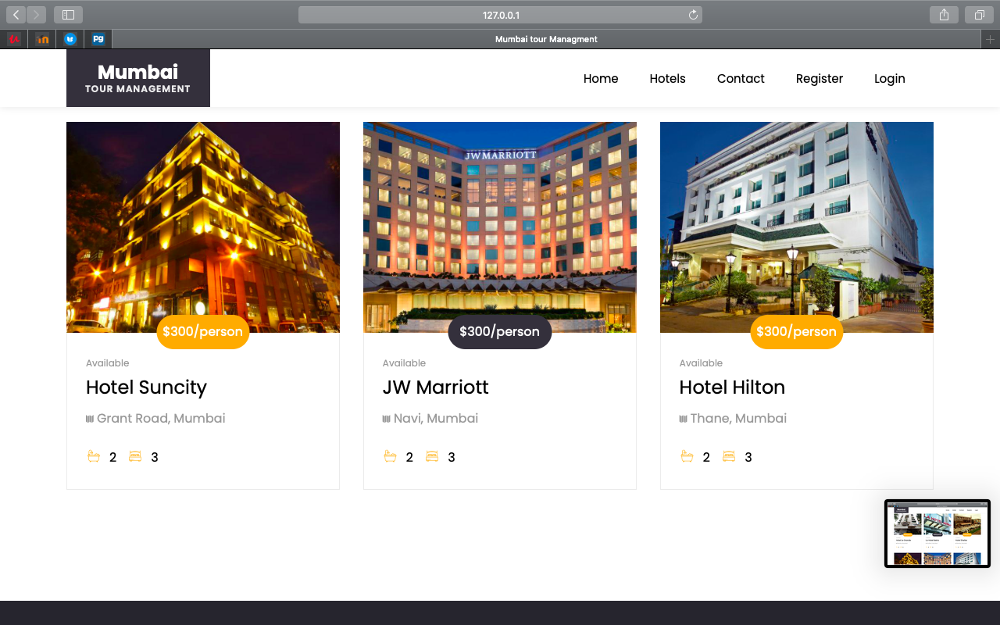 127.0.0.1
in
pg
Mumbai tour Managment
Mumbai
TOUR MANAGEMENT
Home Hotels Contact Register Login
JW MARRIOTT
$300/person $300/person $300/person
Available Available Available
Hotel Suncity JW Marriott Hotel Hilton
Grant Road, Mumbai Navi, Mumbai Thane, Mumbai
2 3 2 3 2 3